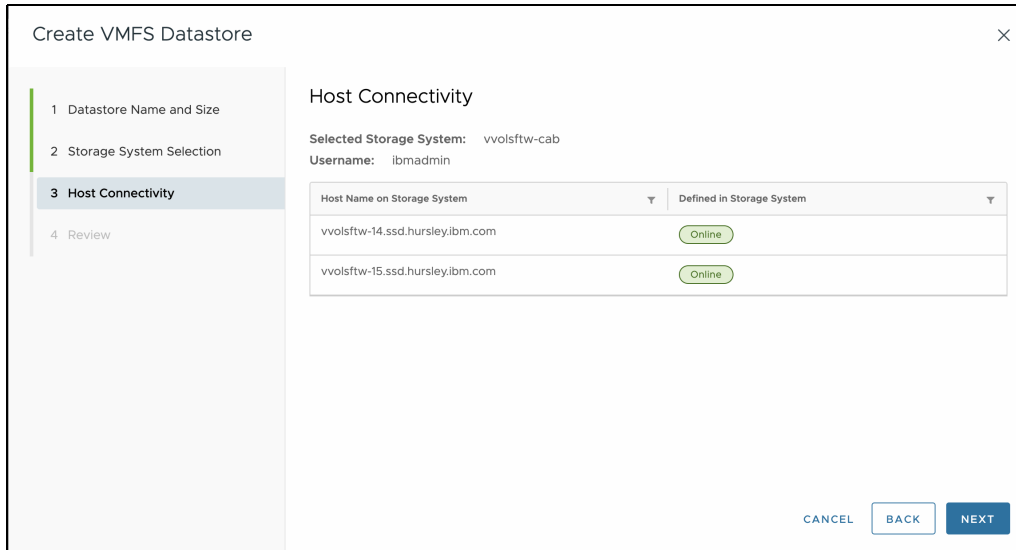 Create VMFS Datastore
1 Datastore Name and Size
2 Storage System Selection
3 Host Connectivity
4 Review
Host Connectivity
Selected Storage System: vvolsftw-cab
Username: ibmadmin
Host Name on Storage System Defined in Storage System
vvolsftw-14.ssd.hursley.ibm.com Online
vvolsftw-15.ssd.hursley.ibm.com Online
CANCEL BACK NEXT